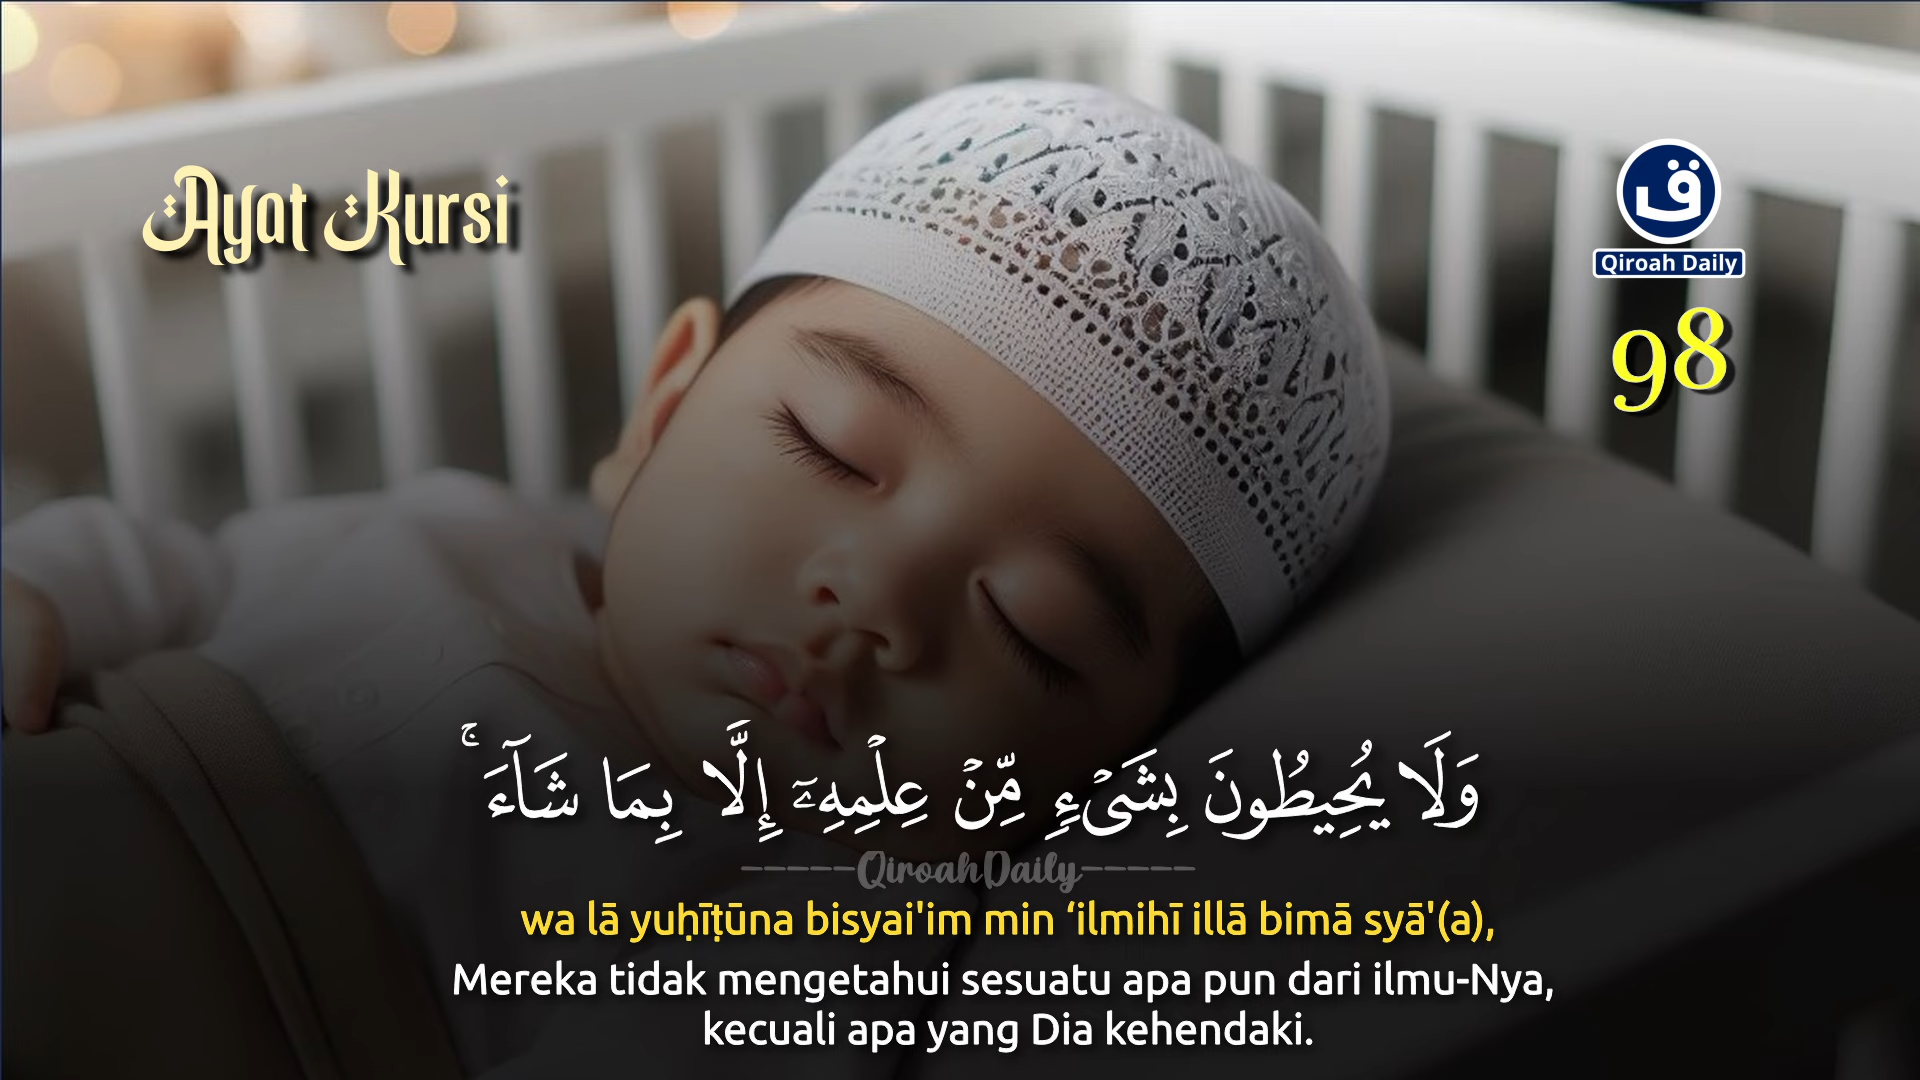 Ayat Kursi
ق
Qiroah Daily
98
وَلَا يُحِيطُونَ بِشَىْءٍ مِّنْ عِلْمِهِۦٓ إِلَّا بِمَا شَآءَ ۚ
-----QiroahDaily-----
wa lā yuḥīṭūna bisyai'im min ‘ilmihī illā bimā syā'(a),
Mereka tidak mengetahui sesuatu apa pun dari ilmu-Nya,
kecuali apa yang Dia kehendaki.